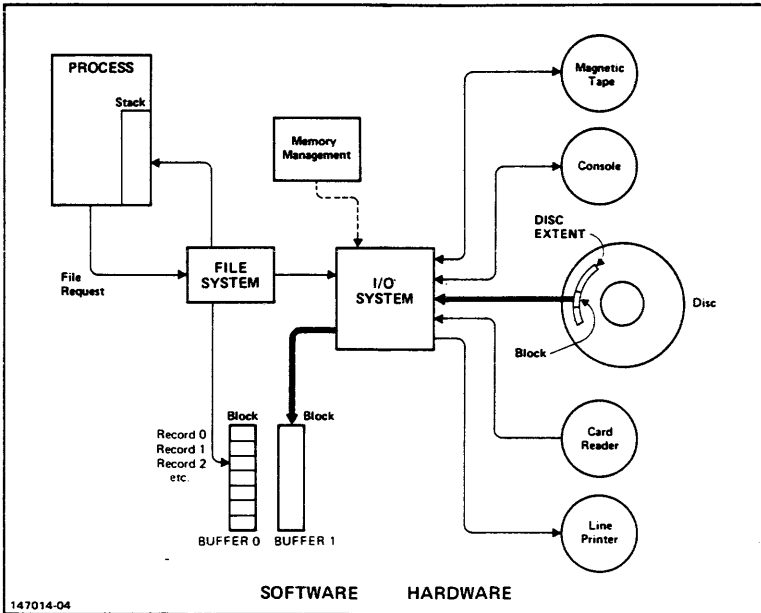 PROCESS
Stack
Memory
Management
File
Request
FILE
SYSTEM
I/O
SYSTEM
Magnetic
Tape
Console
DISC
EXTENT
Disc
Block
Card
Reader
Line
Printer
Block
Block
Record 0
Record 1
Record 2
etc.
BUFFER 0
BUFFER 1
SOFTWARE
HARDWARE
147014-04